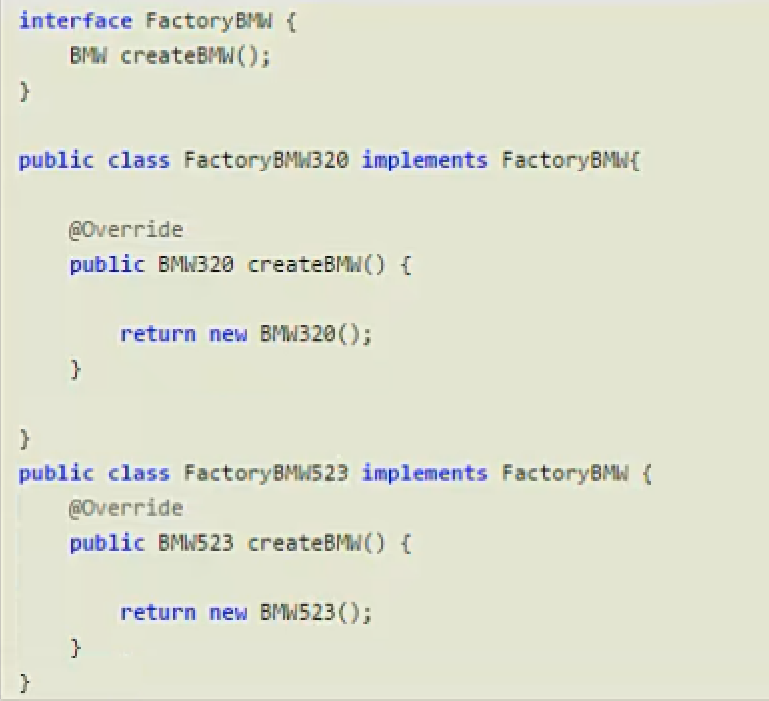 interface FactoryBMW {
BMW createBMW();
}
public class FactoryBMW320 implements FactoryBMW{
@Override
public BMW320 createBMW() {
return new BMW320();
}
}
public class FactoryBMW523 implements FactoryBMW {
@Override
public BMW523 createBMW() {
return new BMW523();
}
}